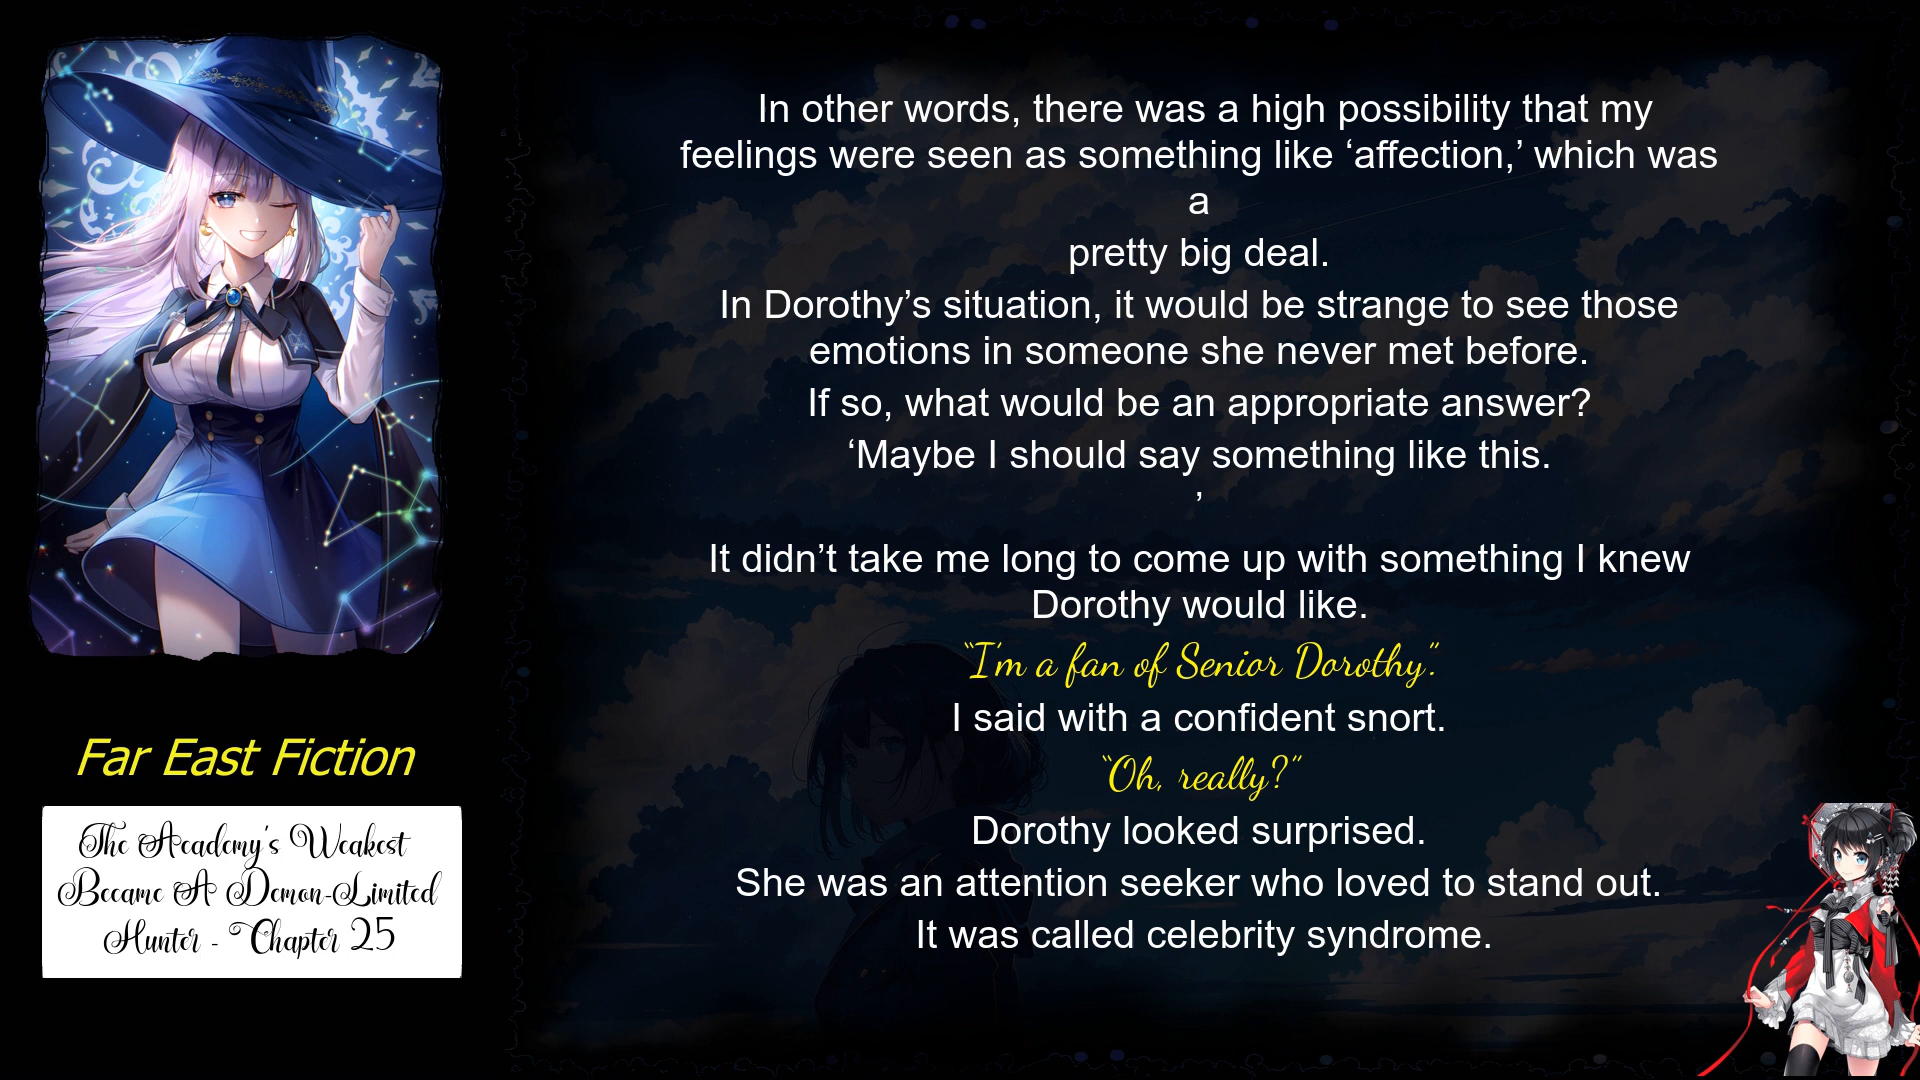 In other words, there was a high possibility that my
feelings were seen as something like ‘affection,’ which was
a
pretty big deal.
In Dorothy’s situation, it would be strange to see those
emotions in someone she never met before.
If so, what would be an appropriate answer?
‘Maybe I should say something like this.
’
It didn’t take me long to come up with something I knew
Dorothy would like.
“I’m a fan of Senior Dorothy”.
I said with a confident snort.
“Oh, really?”
Dorothy looked surprised.
She was an attention seeker who loved to stand out.
It was called celebrity syndrome.
Far East Fiction
The Academy's Weakest
Became A Demon-Limited
Hunter - Chapter 25